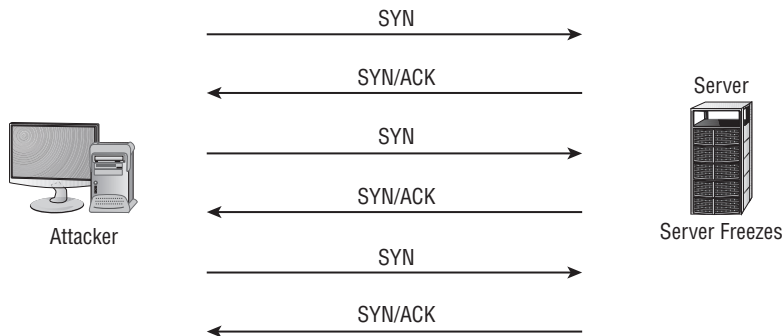 SYN
SYN/ACK
Server
SYN
SYN/ACK
Attacker
Server Freezes
SYN
SYN/ACK